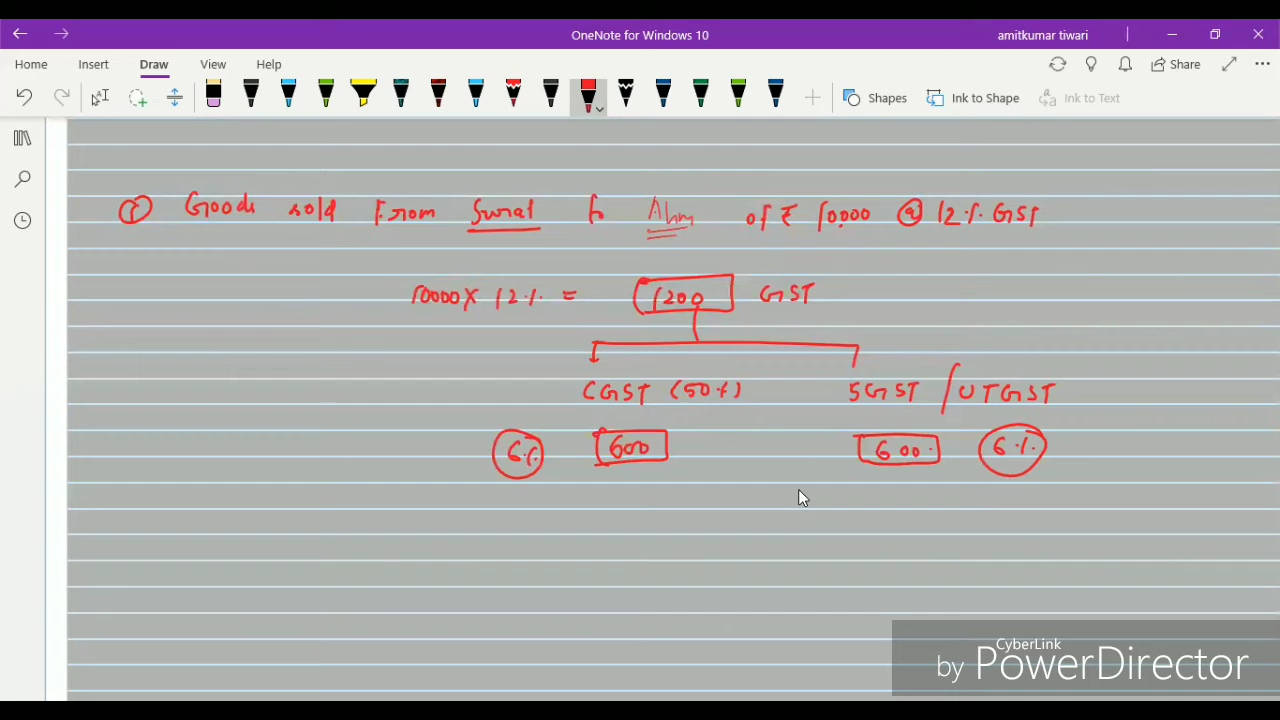 OneNote for Windows 10
amitkumar tiwari
Home Insert Draw View Help
Share
Shapes Ink to Shape Ink to Text
① Goods sold From Surat to Ahm of ₹ 10,000 @ 12% GST
10000 X 12% = 1200 GST
CGST (50%) SGST / UTGST
6% 600 600 6%
CyberLink
by PowerDirector